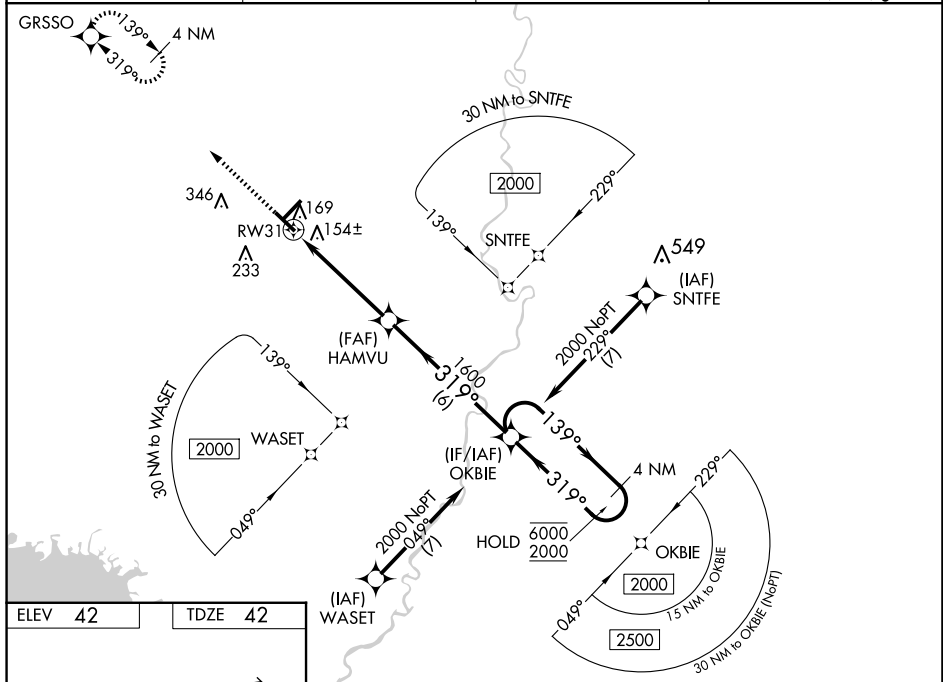 GRSSO
139°
319°
4 NM
30 NM to SNTFE
2000
139°
229°
SNTFE
346
169
RW31
154±
233
549
(IAF)
SNTFE
2000 NoPT
229°
(7)
(FAF)
HAMVU
1600
319°
(6)
30 NM to WASET
139°
2000
WASET
049°
(IF/IAF)
OKBIE
139°
319°
4 NM
HOLD
6000
2000
2000 NoPT
049°
(7)
(IAF)
WASET
229°
OKBIE
049°
2000
15 NM to OKBIE
2500
30 NM to OKBIE (NoPT)
ELEV 42
TDZE 42